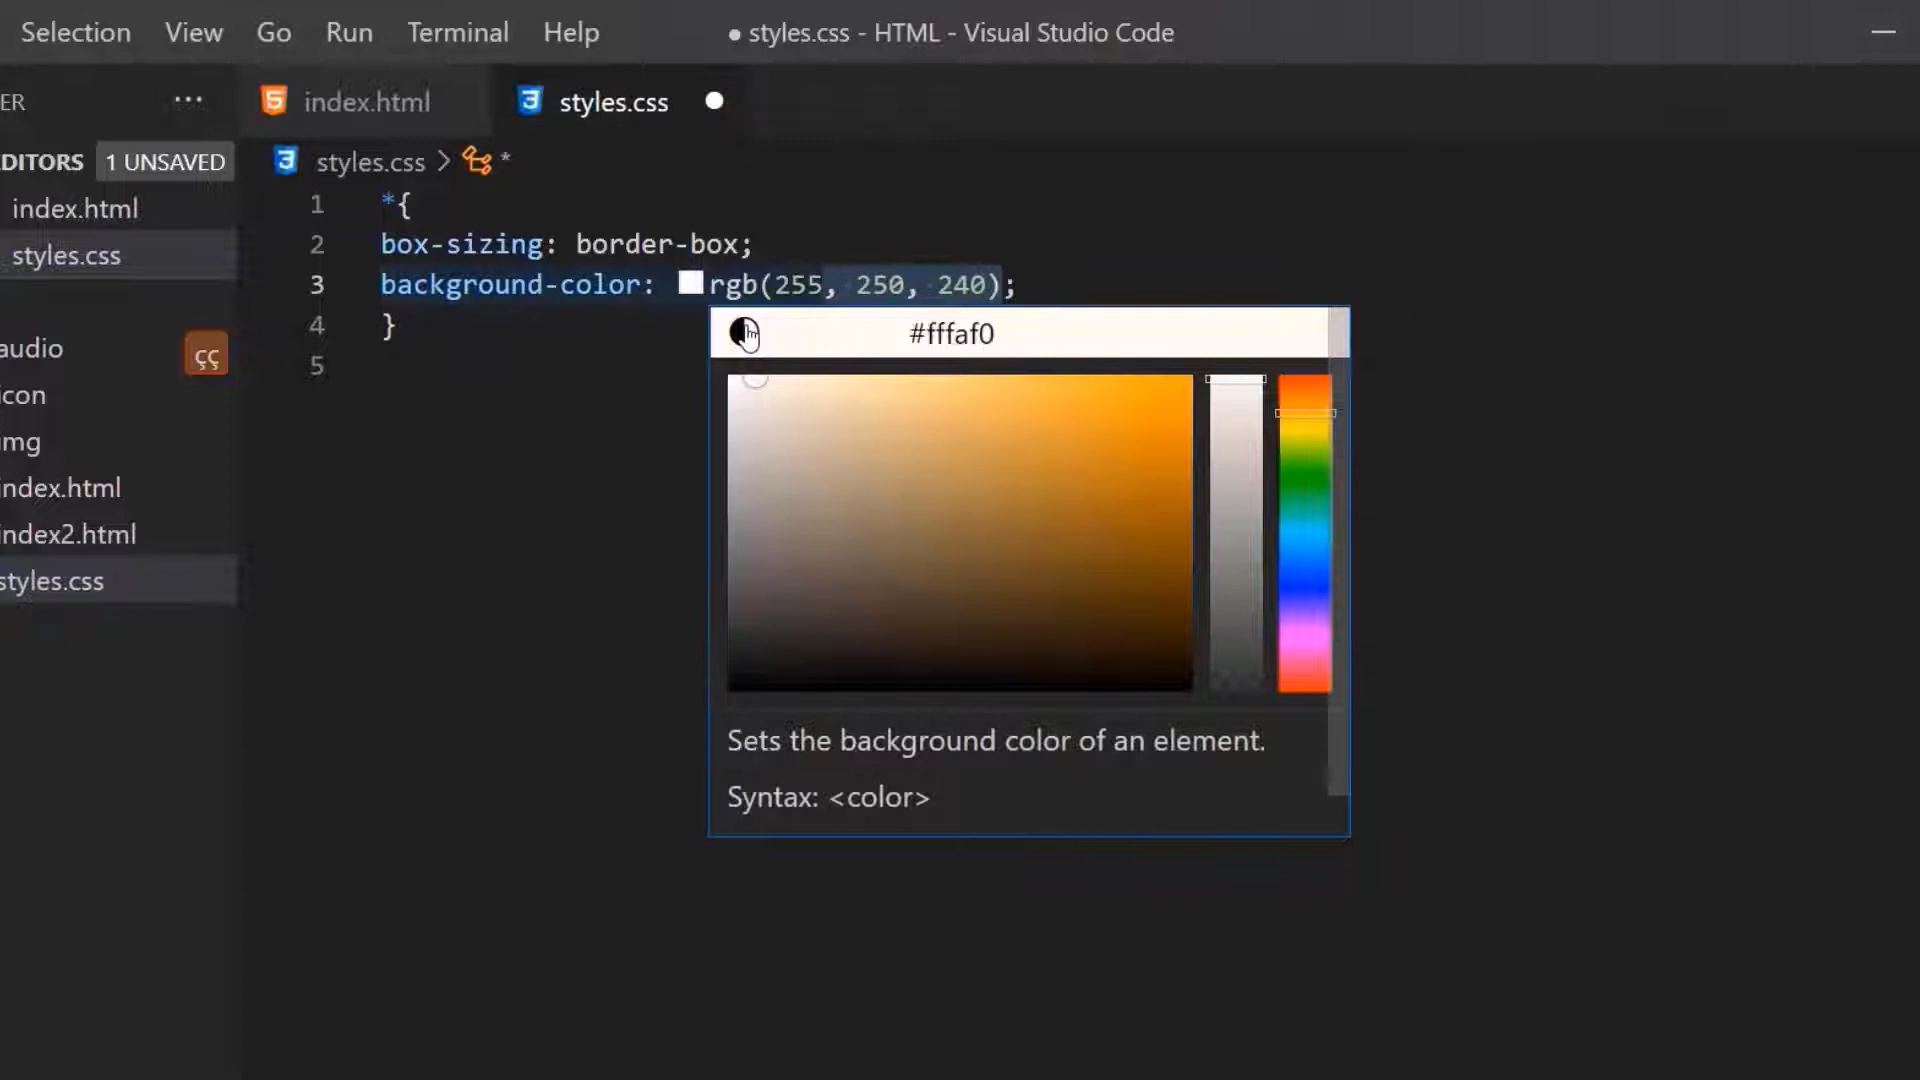 Selection View Go Run Terminal Help ● styles.css - HTML - Visual Studio Code
ER ··· index.html styles.css
DITORS 1 UNSAVED styles.css > *
index.html
styles.css
audio çç
icon
img
index.html
index2.html
styles.css
1 *{
2 box-sizing: border-box;
3 background-color: rgb(255, 250, 240);
4 }
5
#fffaf0
Sets the background color of an element.
Syntax: <color>